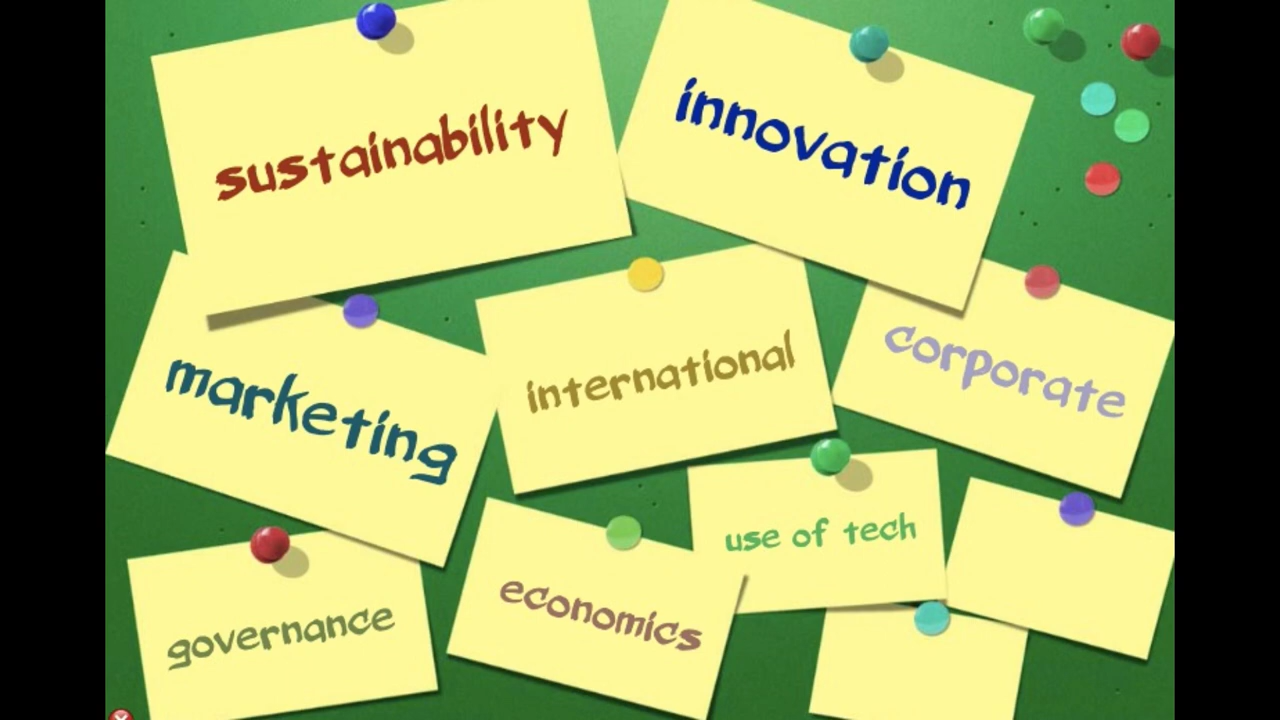 sustainability
innovation
marketing
international
corporate
use of tech
governance
economics